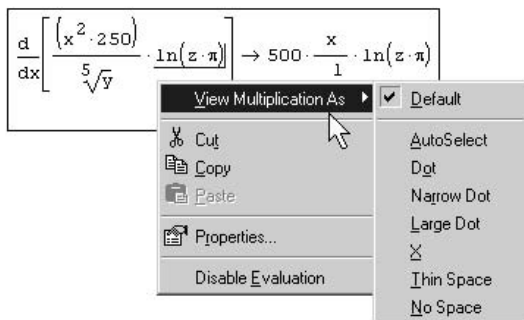 d/dx[(x²·250)/⁵√y · ln(z·π)] → 500 · x/1 · ln(z·π)
View Multiplication As
Cut
Copy
Paste
Properties...
Disable Evaluation
Default
AutoSelect
Dot
Narrow Dot
Large Dot
X
Thin Space
No Space